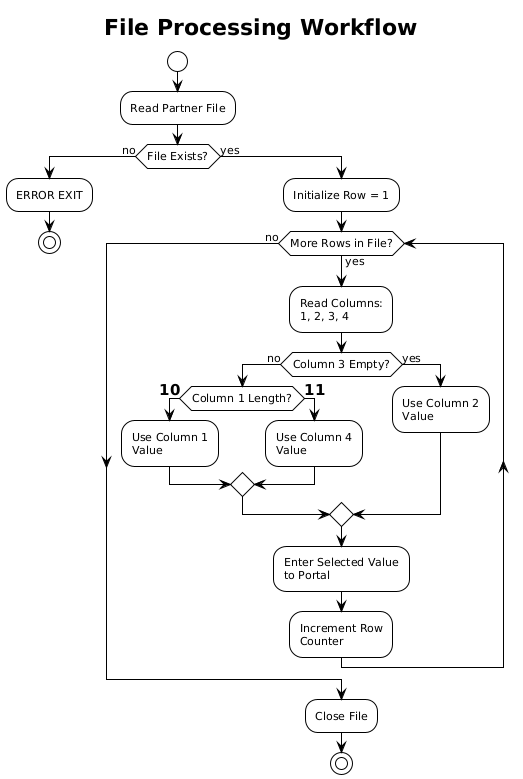 File Processing Workflow
Read Partner File
no
File Exists?
yes
ERROR EXIT
Initialize Row = 1
no
More Rows in File?
yes
Read Columns:
1, 2, 3, 4
no
Column 3 Empty?
yes
10
Column 1 Length?
11
Use Column 2
Value
Use Column 1
Value
Use Column 4
Value
Enter Selected Value
to Portal
Increment Row
Counter
Close File